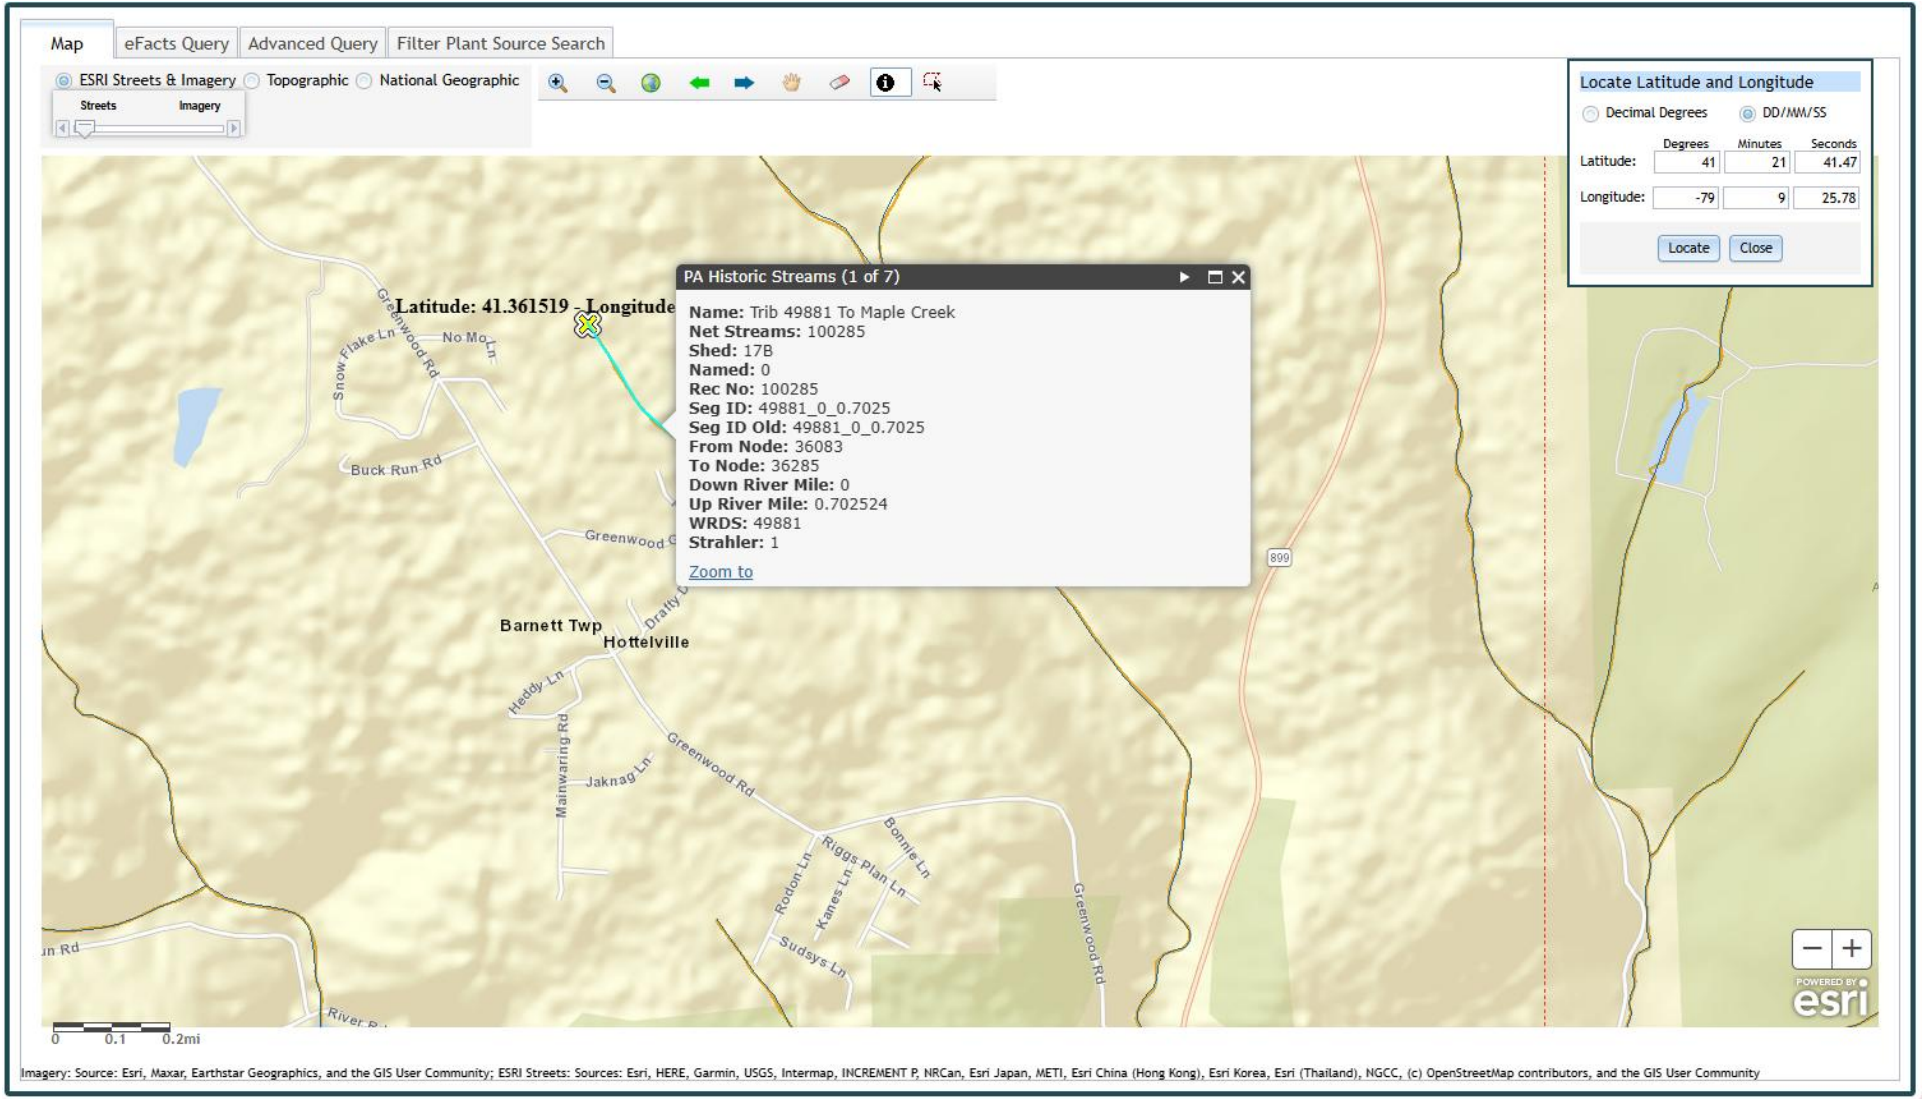 Map
eFacts Query
Advanced Query
Filter Plant Source Search
ESRI Streets & Imagery
Topographic
National Geographic
Streets
Imagery
Locate Latitude and Longitude
Decimal Degrees
DD/MM/SS
Degrees Minutes Seconds
Latitude: 41 21 41.47
Longitude: -79 9 25.78
Locate
Close
Latitude: 41.361519 - Longitude
PA Historic Streams (1 of 7)
Name: Trib 49881 To Maple Creek
Net Streams: 100285
Shed: 17B
Named: 0
Rec No: 100285
Seg ID: 49881_0_0.7025
Seg ID Old: 49881_0_0.7025
From Node: 36083
To Node: 36285
Down River Mile: 0
Up River Mile: 0.702524
WRDS: 49881
Strahler: 1
Zoom to
Greenwood Rd
Snow Flake Ln
No Mo Ln
Buck Run Rd
Greenwood
899
Drafty D
Barnett Twp
Hottelville
Heddy Ln
Mainwaring Rd
Jaknag Ln
Greenwood Rd
Bonnie Ln
Riggs Plan Ln
Rodon Ln
Kanes Ln
Sudsys Ln
Greenwood Rd
un Rd
River R
POWERED BY
esri
0 0.1 0.2mi
Imagery: Source: Esri, Maxar, Earthstar Geographics, and the GIS User Community; ESRI Streets: Sources: Esri, HERE, Garmin, USGS, Intermap, INCREMENT P, NRCan, Esri Japan, METI, Esri China (Hong Kong), Esri Korea, Esri (Thailand), NGCC, (c) OpenStreetMap contributors, and the GIS User Community